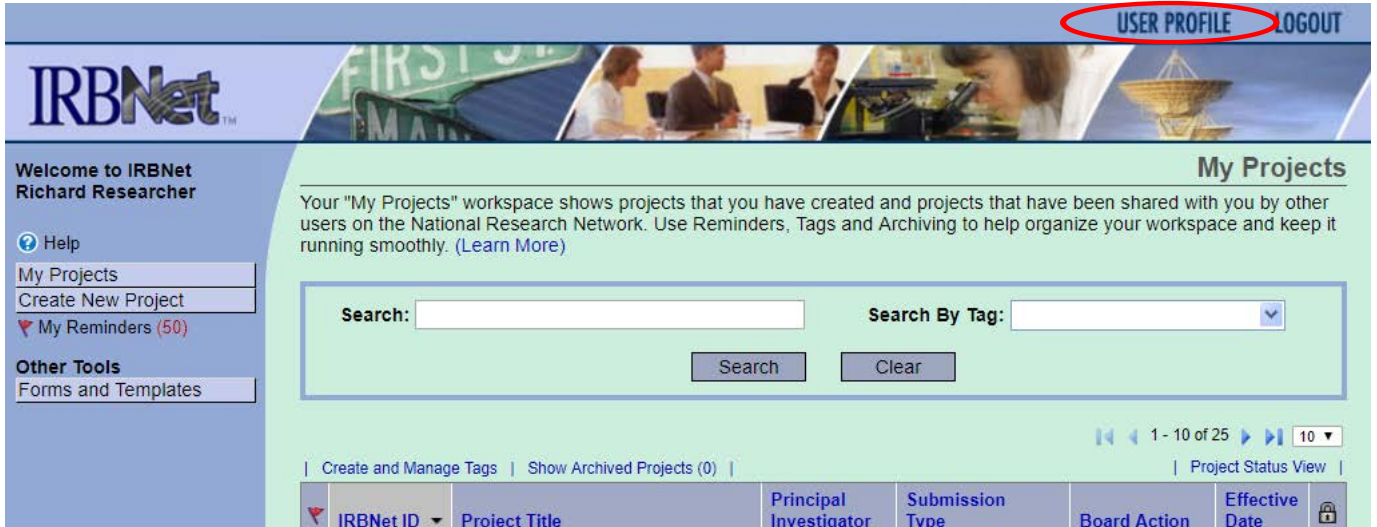 USER PROFILE LOGOUT
IRBNet™
FIRST ST.
MAIN
Welcome to IRBNet
Richard Researcher
Help
My Projects
Create New Project
My Reminders (50)
Other Tools
Forms and Templates
My Projects
Your "My Projects" workspace shows projects that you have created and projects that have been shared with you by other
users on the National Research Network. Use Reminders, Tags and Archiving to help organize your workspace and keep it
running smoothly. (Learn More)
Search: Search By Tag:
Search Clear
1 - 10 of 25 10
| Create and Manage Tags | Show Archived Projects (0) | | Project Status View |
IRBNet ID Project Title Principal Investigator Submission Type Board Action Effective Date